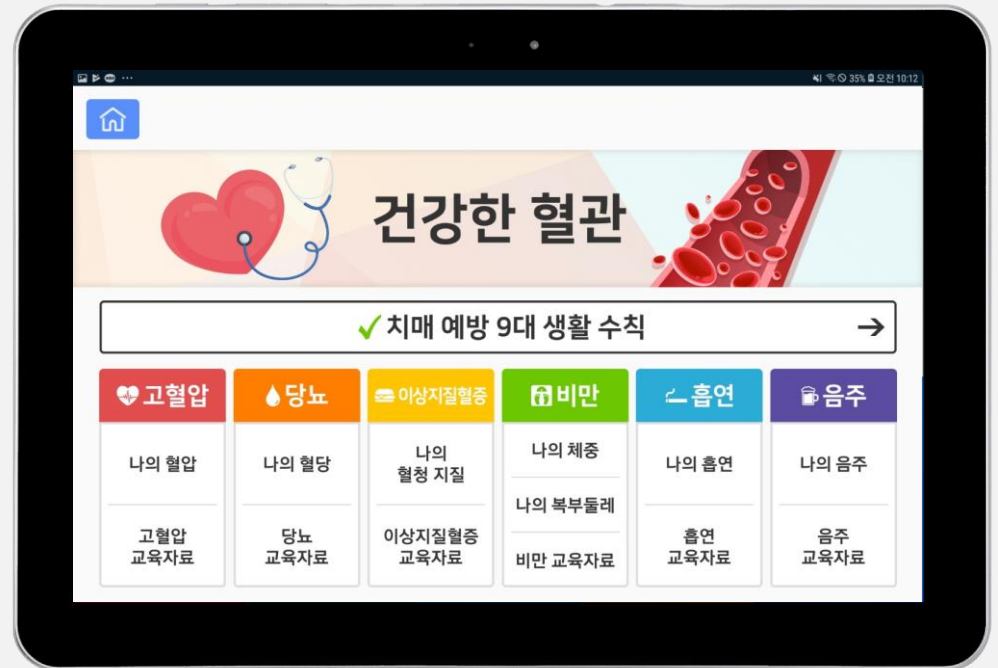 35% 오전 10:12
건강한 혈관
✓ 치매 예방 9대 생활 수칙 →
고혈압
당뇨
이상지질혈증
비만
흡연
음주
나의 혈압
나의 혈당
나의
혈청 지질
나의 체중
나의 복부둘레
나의 흡연
나의 음주
고혈압
교육자료
당뇨
교육자료
이상지질혈증
교육자료
비만 교육자료
흡연
교육자료
음주
교육자료